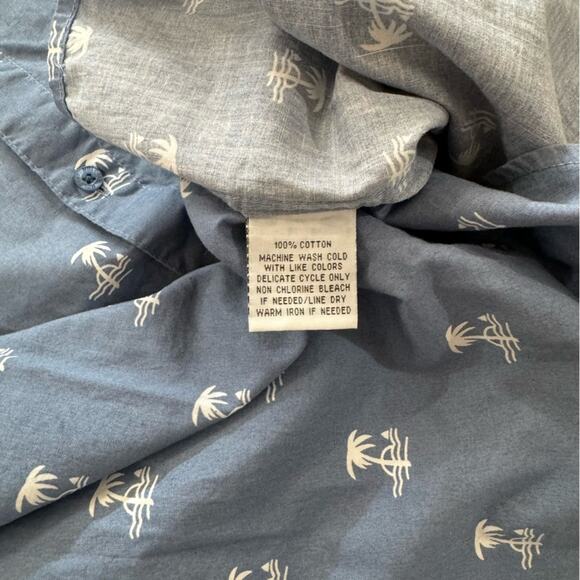 100% COTTON
MACHINE WASH COLD
WITH LIKE COLORS
DELICATE CYCLE ONLY
NON CHLORINE BLEACH
IF NEEDED/LINE DRY
WARM IRON IF NEEDED